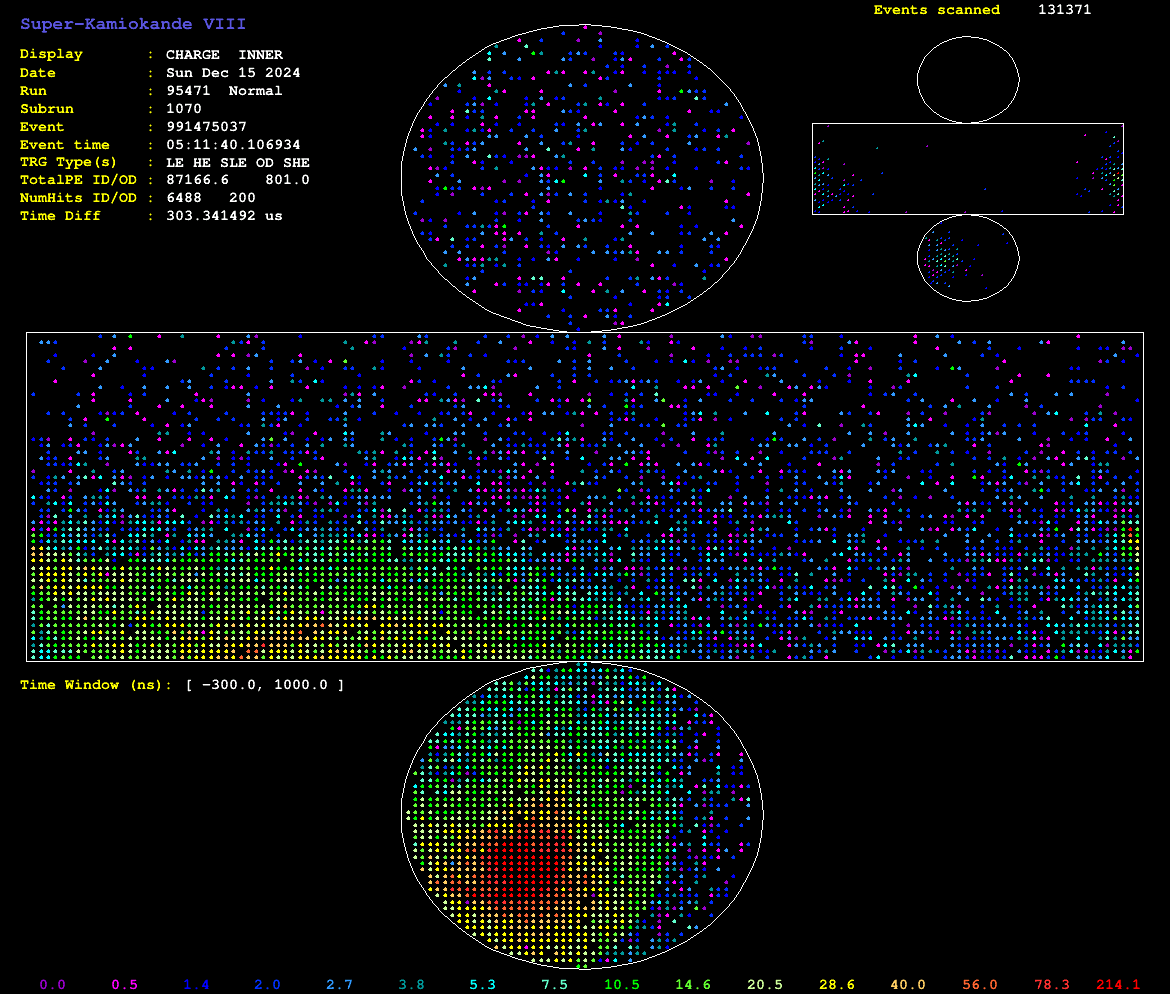 Super-Kamiokande VIII
Events scanned 131371
Display : CHARGE INNER
Date : Sun Dec 15 2024
Run : 95471 Normal
Subrun : 1070
Event : 991475037
Event time : 05:11:40.106934
TRG Type(s) : LE HE SLE OD SHE
TotalPE ID/OD : 87166.6 801.0
NumHits ID/OD : 6488 200
Time Diff : 303.341492 us
Time Window (ns): [ -300.0, 1000.0 ]
0.0 0.5 1.4 2.0 2.7 3.8 5.3 7.5 10.5 14.6 20.5 28.6 40.0 56.0 78.3 214.1